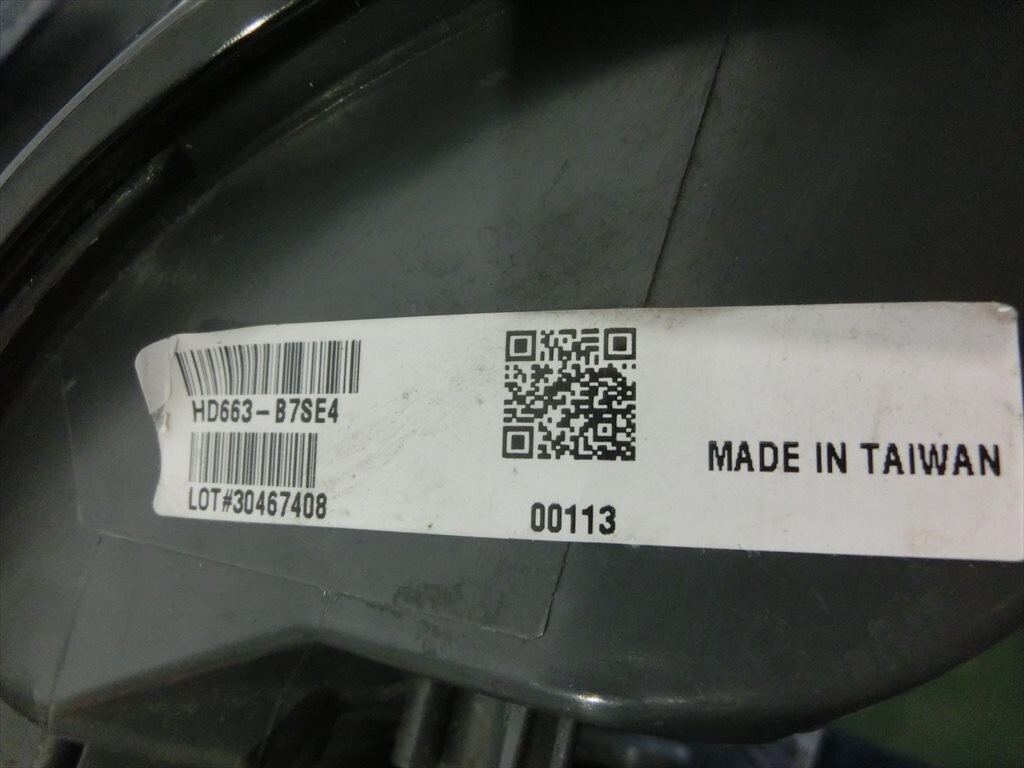 HD663-B7SE4
LOT#30467408
00113
MADE IN TAIWAN